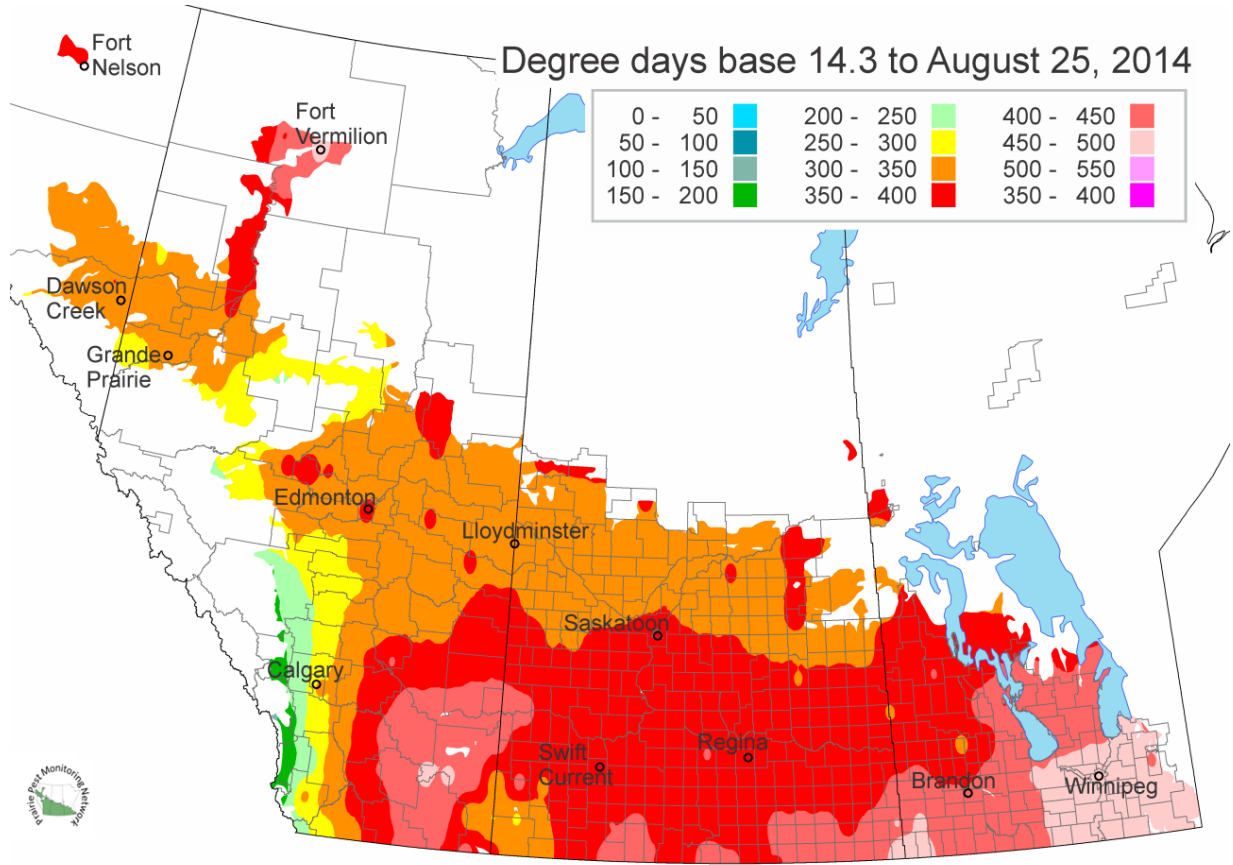 Fort
Nelson
Degree days base 14.3 to August 25, 2014
0 - 50
50 - 100
100 - 150
150 - 200
200 - 250
250 - 300
300 - 350
350 - 400
400 - 450
450 - 500
500 - 550
350 - 400
Fort
Vermilion
Dawson
Creek
Grande
Prairie
Edmonton
Lloydminster
Saskatoon
Calgary
Swift
Current
Regina
Brandon
Winnipeg
Prairie Pest Monitoring Network